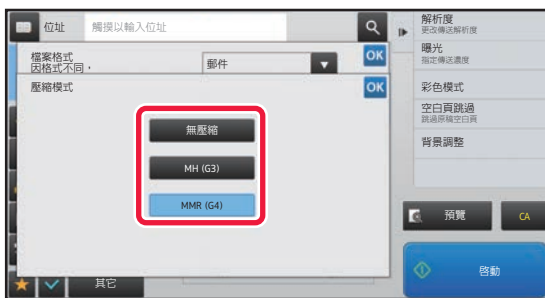 位址
觸摸以輸入位址
檔案格式
因格式不同，
郵件
OK
壓縮模式
OK
無壓縮
MH (G3)
MMR (G4)
其它
解析度
更改傳送解析度
曝光
指定傳送濃度
彩色模式
空白頁跳過
跳過原稿空白頁
背景調整
預覽
CA
啓動